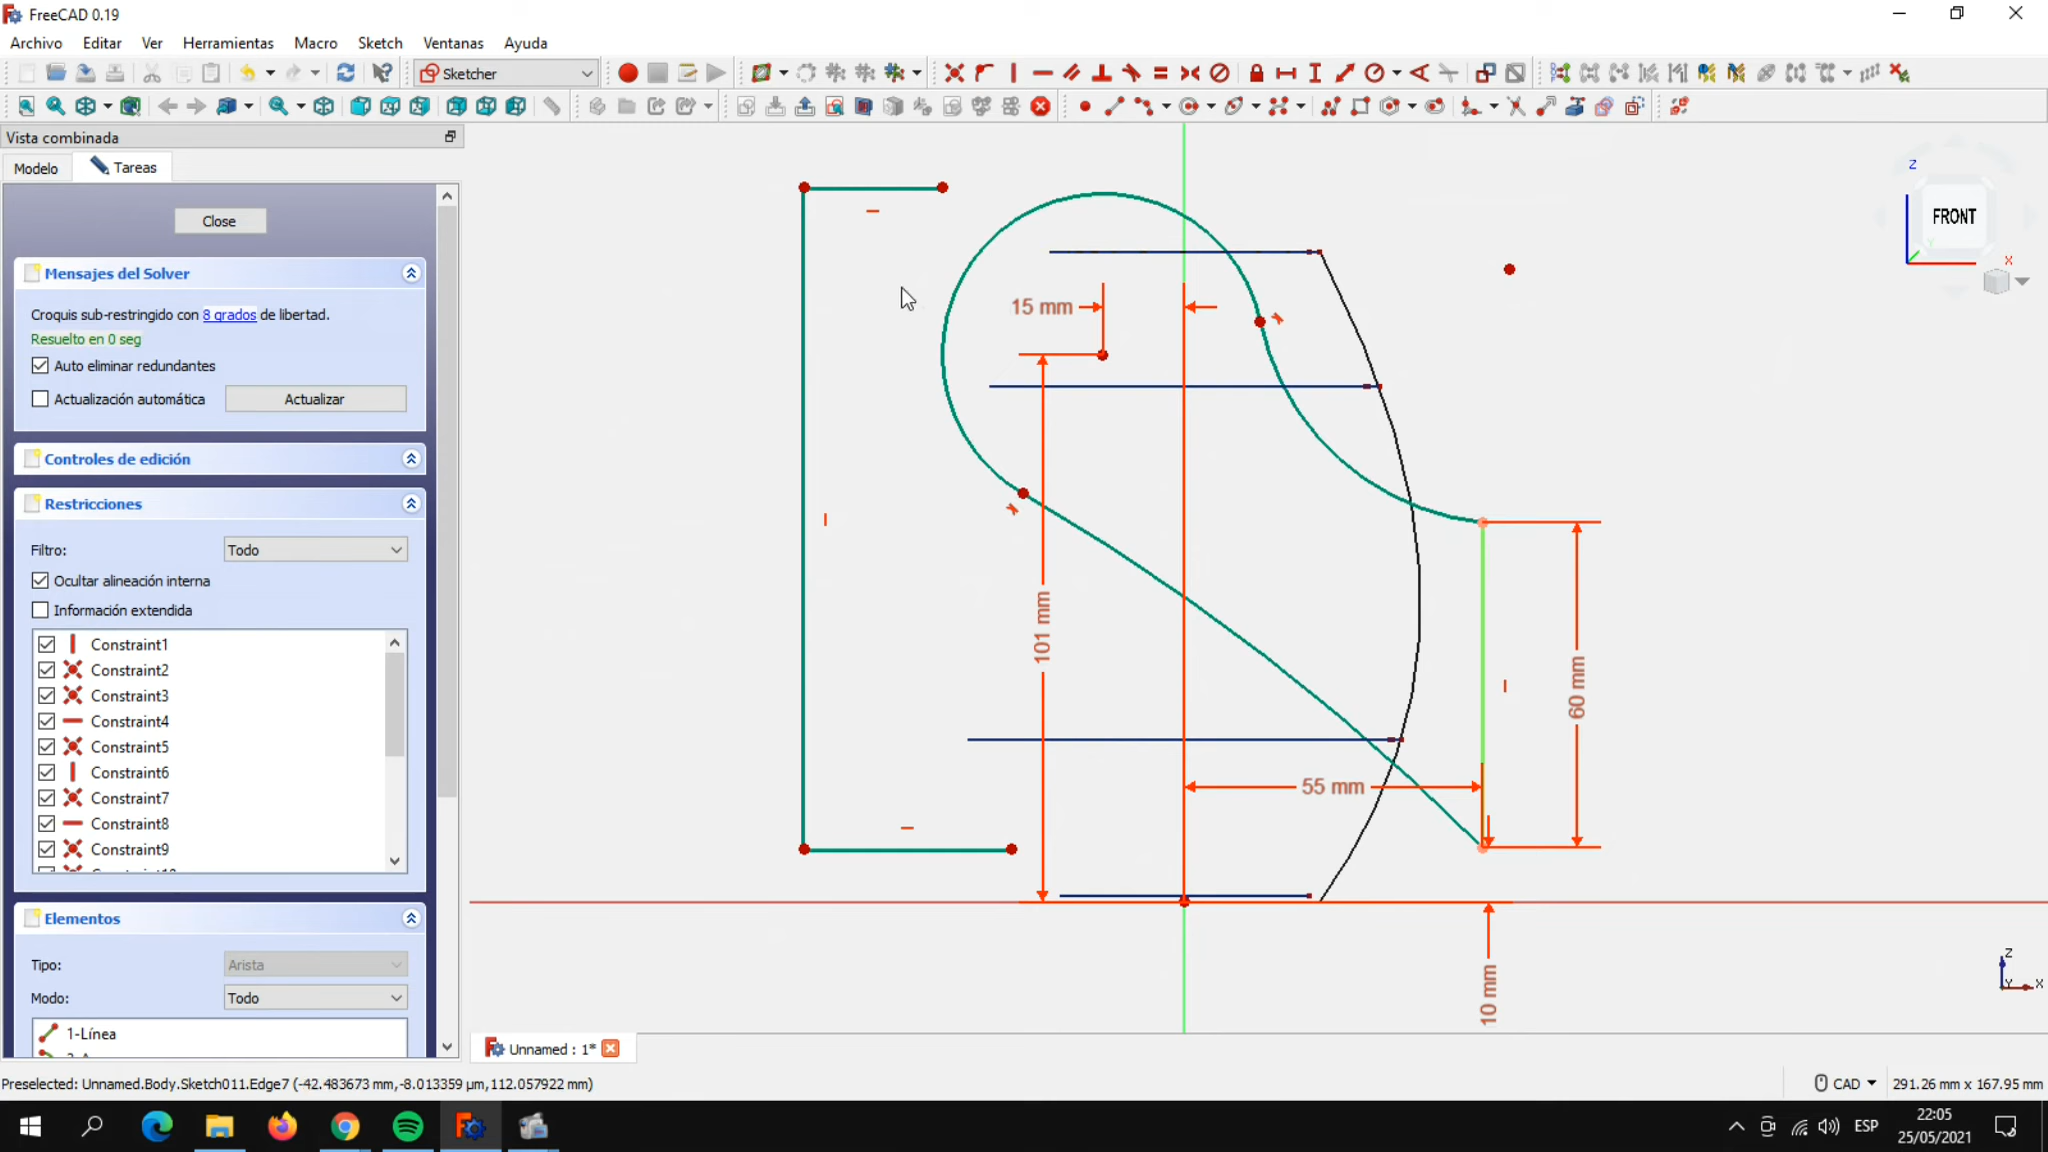 FreeCAD 0.19
Archivo Editar Ver Herramientas Macro Sketch Ventanas Ayuda
Sketcher
Vista combinada
Modelo Tareas
Close
Mensajes del Solver
Croquis sub-restringido con 8 grados de libertad.
Resuelto en 0 seg
Auto eliminar redundantes
Actualización automática Actualizar
Controles de edición
Restricciones
Filtro: Todo
Ocultar alineación interna
Información extendida
Constraint1
Constraint2
Constraint3
Constraint4
Constraint5
Constraint6
Constraint7
Constraint8
Constraint9
Elementos
Tipo: Arista
Modo: Todo
1-Línea
15 mm
101 mm
60 mm
55 mm
10 mm
Z
FRONT
Y
X
Z
Y
X
Unnamed : 1*
Preselected: Unnamed.Body.Sketch011.Edge7 (-42.483673 mm,-8.013359 µm,112.057922 mm)
CAD
291.26 mm x 167.95 mm
ESP
22:05
25/05/2021